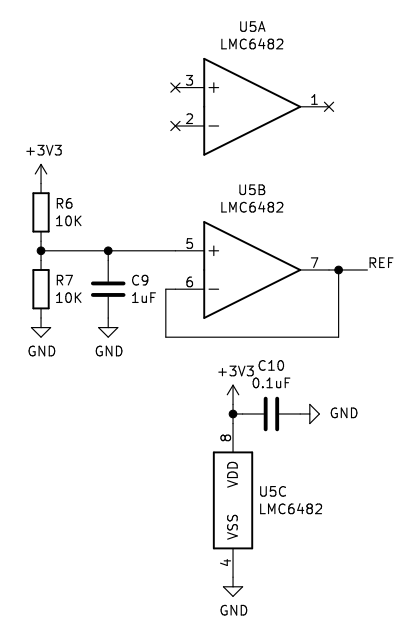 U5A
LMC6482
3
+
1
2
−
+3V3
R6
10K
U5B
LMC6482
5
+
7
REF
6
−
R7
10K
C9
1uF
GND
GND
C10
+3V3
0.1uF
GND
8
VDD
U5C
LMC6482
VSS
4
GND